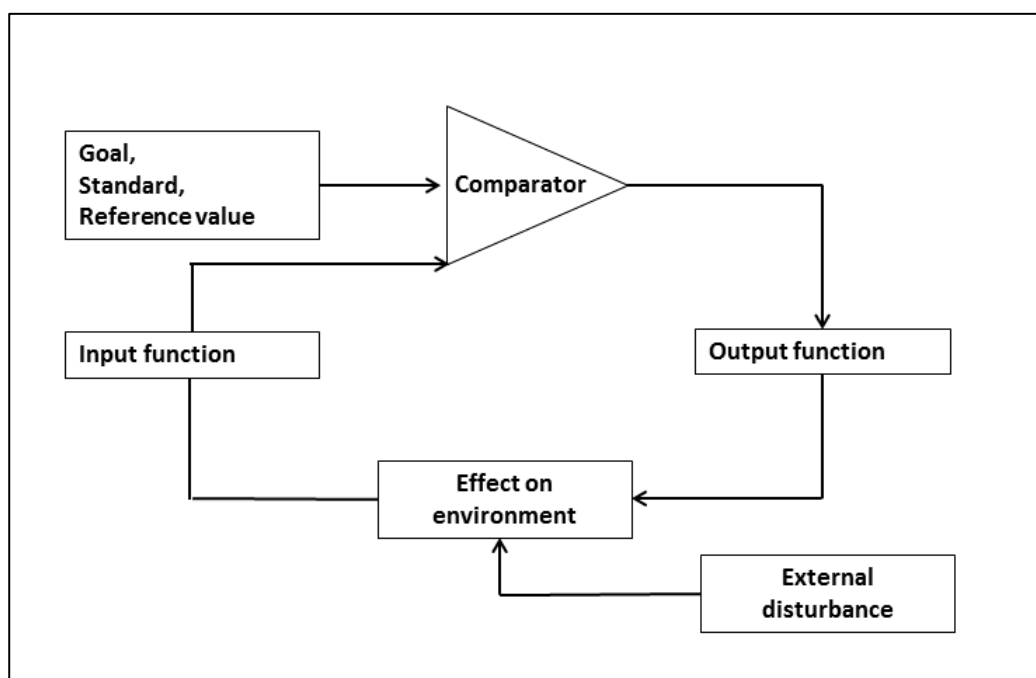 Goal,
Standard,
Reference value
Comparator
Input function
Output function
Effect on
environment
External
disturbance